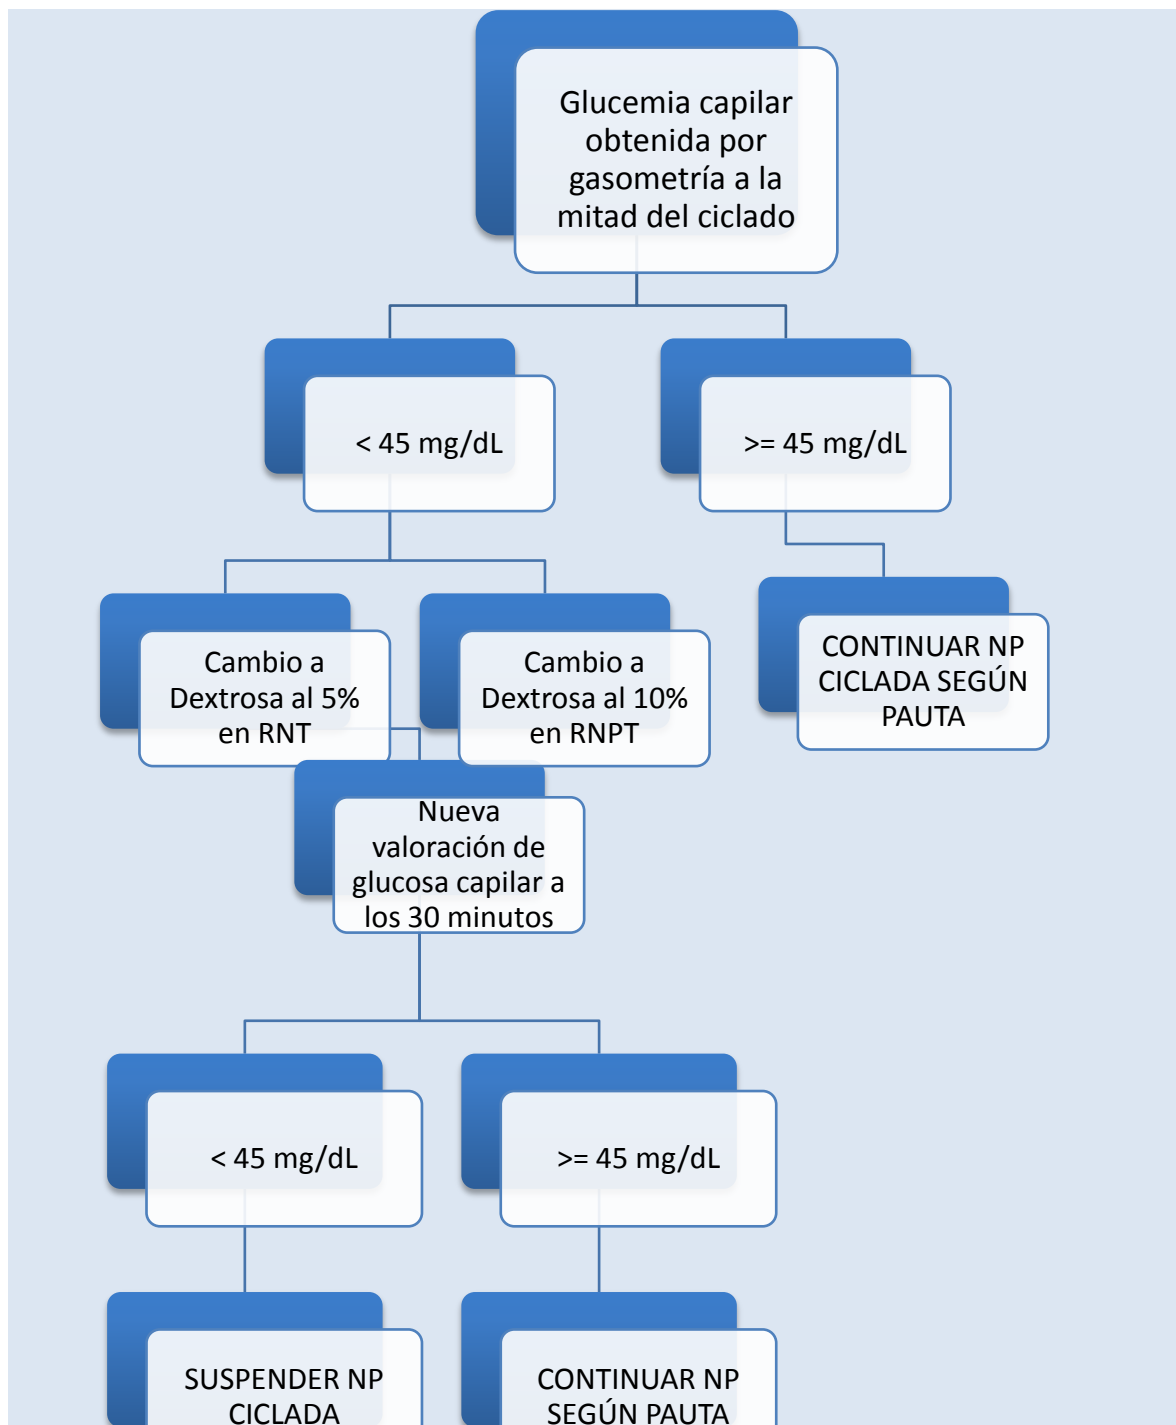 Glucemia capilar
obtenida por
gasometría a la
mitad del ciclado
< 45 mg/dL
>= 45 mg/dL
Cambio a
Dextrosa al 5%
en RNT
Cambio a
Dextrosa al 10%
en RNPT
CONTINUAR NP
CICLADA SEGÚN
PAUTA
Nueva
valoración de
glucosa capilar a
los 30 minutos
< 45 mg/dL
>= 45 mg/dL
SUSPENDER NP
CICLADA
CONTINUAR NP
SEGÚN PAUTA